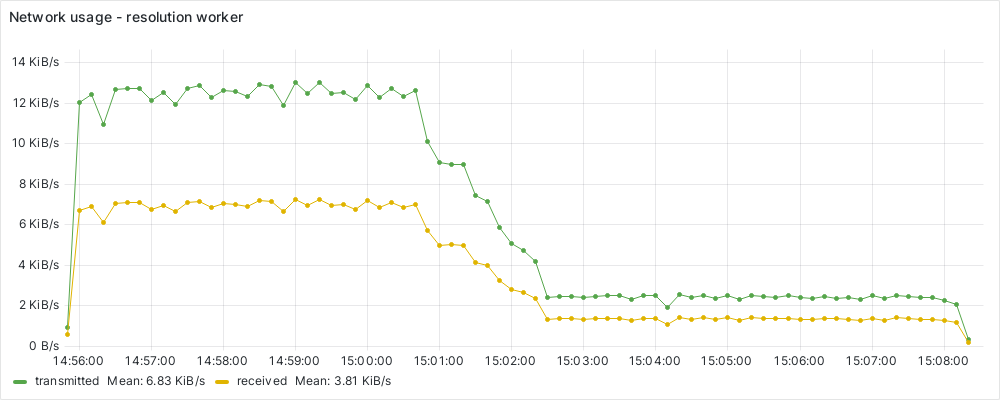 Network usage - resolution worker
14 KiB/s
12 KiB/s
10 KiB/s
8 KiB/s
6 KiB/s
4 KiB/s
2 KiB/s
0 B/s
14:56:00 14:57:00 14:58:00 14:59:00 15:00:00 15:01:00 15:02:00 15:03:00 15:04:00 15:05:00 15:06:00 15:07:00 15:08:00
transmitted Mean: 6.83 KiB/s received Mean: 3.81 KiB/s